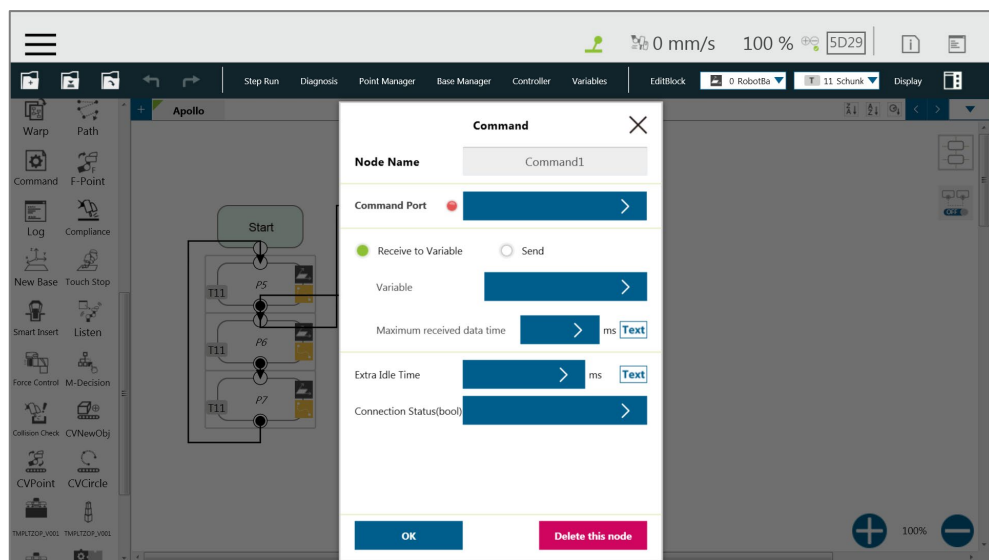 0 mm/s 100 % 5D29
Step Run Diagnosis Point Manager Base Manager Controller Variables EditBlock 0 RobotBa T 11 Schunk Display
Apollo
Warp Path
Command F-Point
Log Compliance
New Base Touch Stop
Smart Insert Listen
Force Control M-Decision
Collision Check CVNewObj
CVPoint CVCircle
TMPLTZOP_V001 TMPLTZOP_V001
Start
P5
T11
P6
T11
P7
T11
Command
Node Name Command1
Command Port
Receive to Variable Send
Variable
Maximum received data time ms Text
Extra Idle Time ms Text
Connection Status(bool)
OK Delete this node
OFF
100%